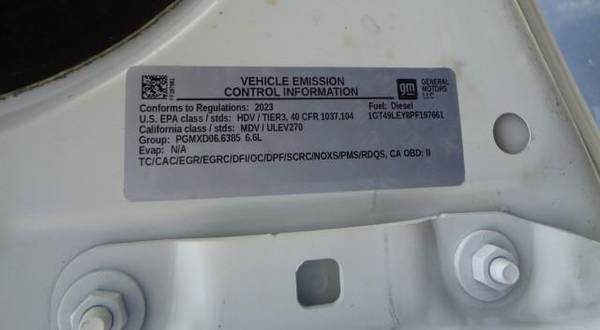 VEHICLE EMISSION
CONTROL INFORMATION
gm GENERAL
MOTORS
LLC
Conforms to Regulations: 2023
Fuel: Diesel
U.S. EPA class / stds: HDV / TIER3, 40 CFR 1037.104
1GT49LEY8PF197661
California class / stds: MDV / ULEV270
Group: PGMXD06.6385 6.6L
Evap: N/A
TC/CAC/EGR/EGRC/DFI/OC/DPF/SCRC/NOXS/PMS/RDQS, CA OBD: II